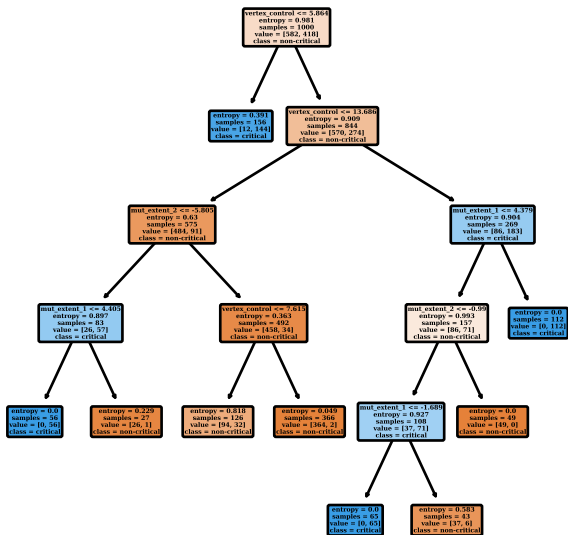 vertex_control <= 5.864
entropy = 0.981
samples = 1000
value = [582, 418]
class = non-critical
entropy = 0.391
samples = 156
value = [12, 144]
class = critical
vertex_control <= 13.686
entropy = 0.909
samples = 844
value = [570, 274]
class = non-critical
mut_extent_2 <= -5.805
entropy = 0.63
samples = 575
value = [484, 91]
class = non-critical
mut_extent_1 <= 4.379
entropy = 0.904
samples = 269
value = [86, 183]
class = critical
mut_extent_1 <= 4.405
entropy = 0.897
samples = 83
value = [26, 57]
class = critical
vertex_control <= 7.615
entropy = 0.363
samples = 492
value = [458, 34]
class = non-critical
mut_extent_2 <= -0.99
entropy = 0.993
samples = 157
value = [86, 71]
class = non-critical
entropy = 0.0
samples = 112
value = [0, 112]
class = critical
entropy = 0.0
samples = 56
value = [0, 56]
class = critical
entropy = 0.229
samples = 27
value = [26, 1]
class = non-critical
entropy = 0.818
samples = 126
value = [94, 32]
class = non-critical
entropy = 0.049
samples = 366
value = [364, 2]
class = non-critical
mut_extent_1 <= -1.689
entropy = 0.927
samples = 108
value = [37, 71]
class = critical
entropy = 0.0
samples = 49
value = [49, 0]
class = non-critical
entropy = 0.0
samples = 65
value = [0, 65]
class = critical
entropy = 0.583
samples = 43
value = [37, 6]
class = non-critical